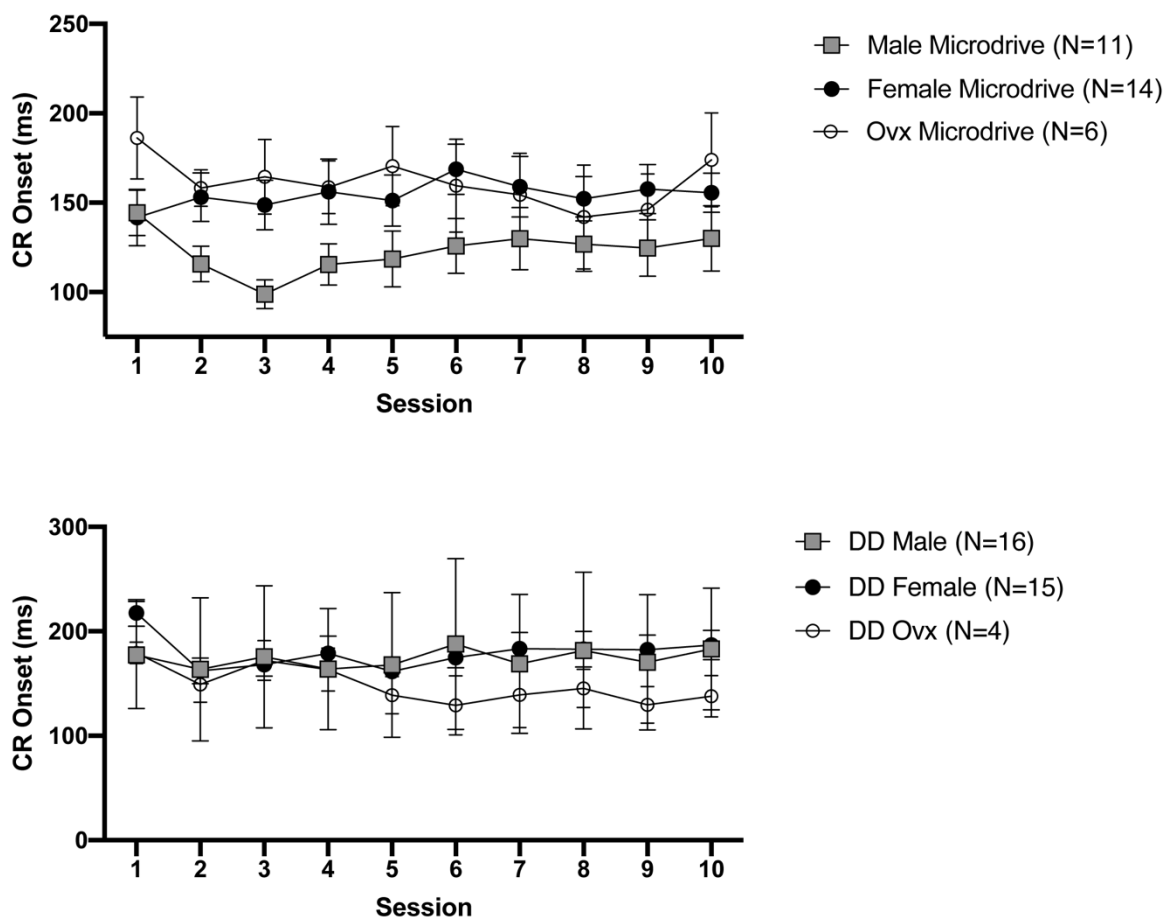 250
200
150
100
CR Onset (ms)
1 2 3 4 5 6 7 8 9 10
Session
Male Microdrive (N=11)
Female Microdrive (N=14)
Ovx Microdrive (N=6)
300
200
100
0
CR Onset (ms)
1 2 3 4 5 6 7 8 9 10
Session
DD Male (N=16)
DD Female (N=15)
DD Ovx (N=4)